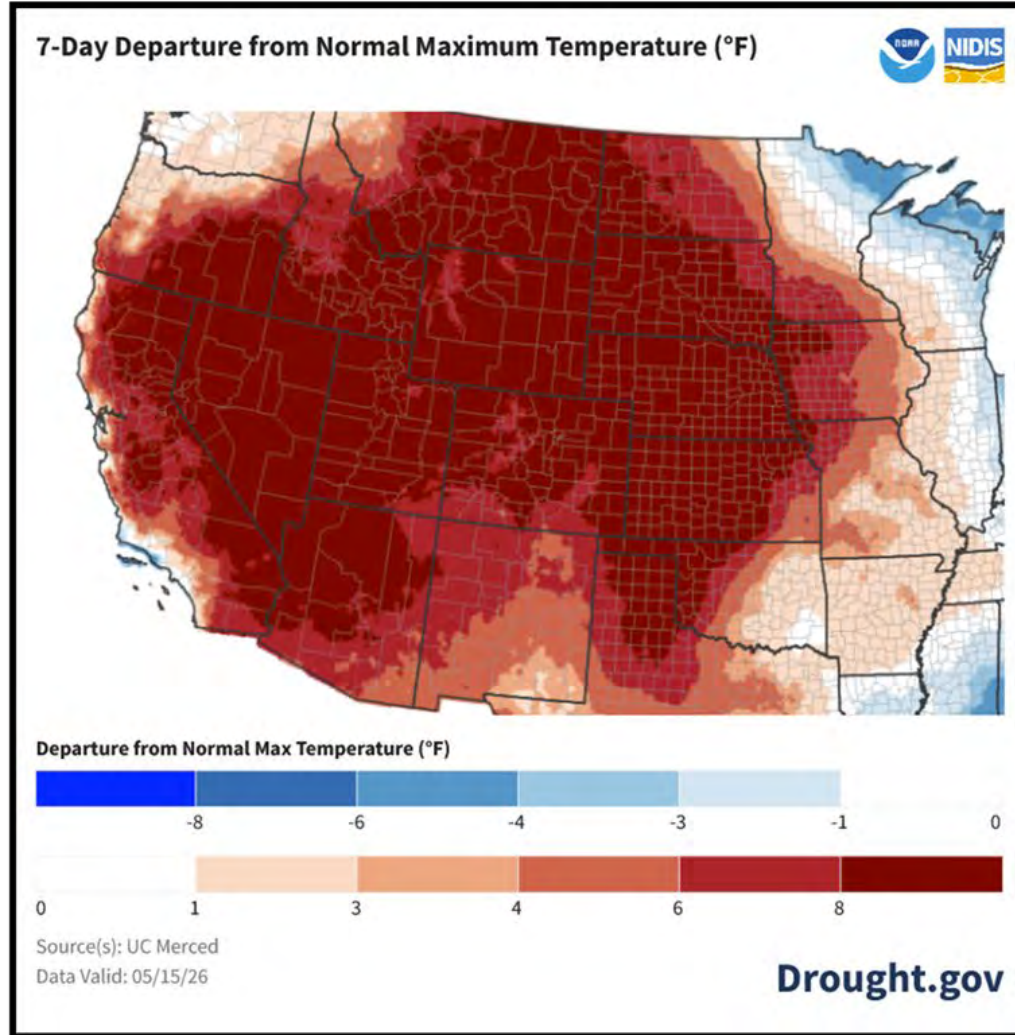 7-Day Departure from Normal Maximum Temperature (°F)
NOAA
NIDIS
Departure from Normal Max Temperature (°F)
-8 -6 -4 -3 -1 0
0 1 3 4 6 8
Source(s): UC Merced
Data Valid: 05/15/26
Drought.gov